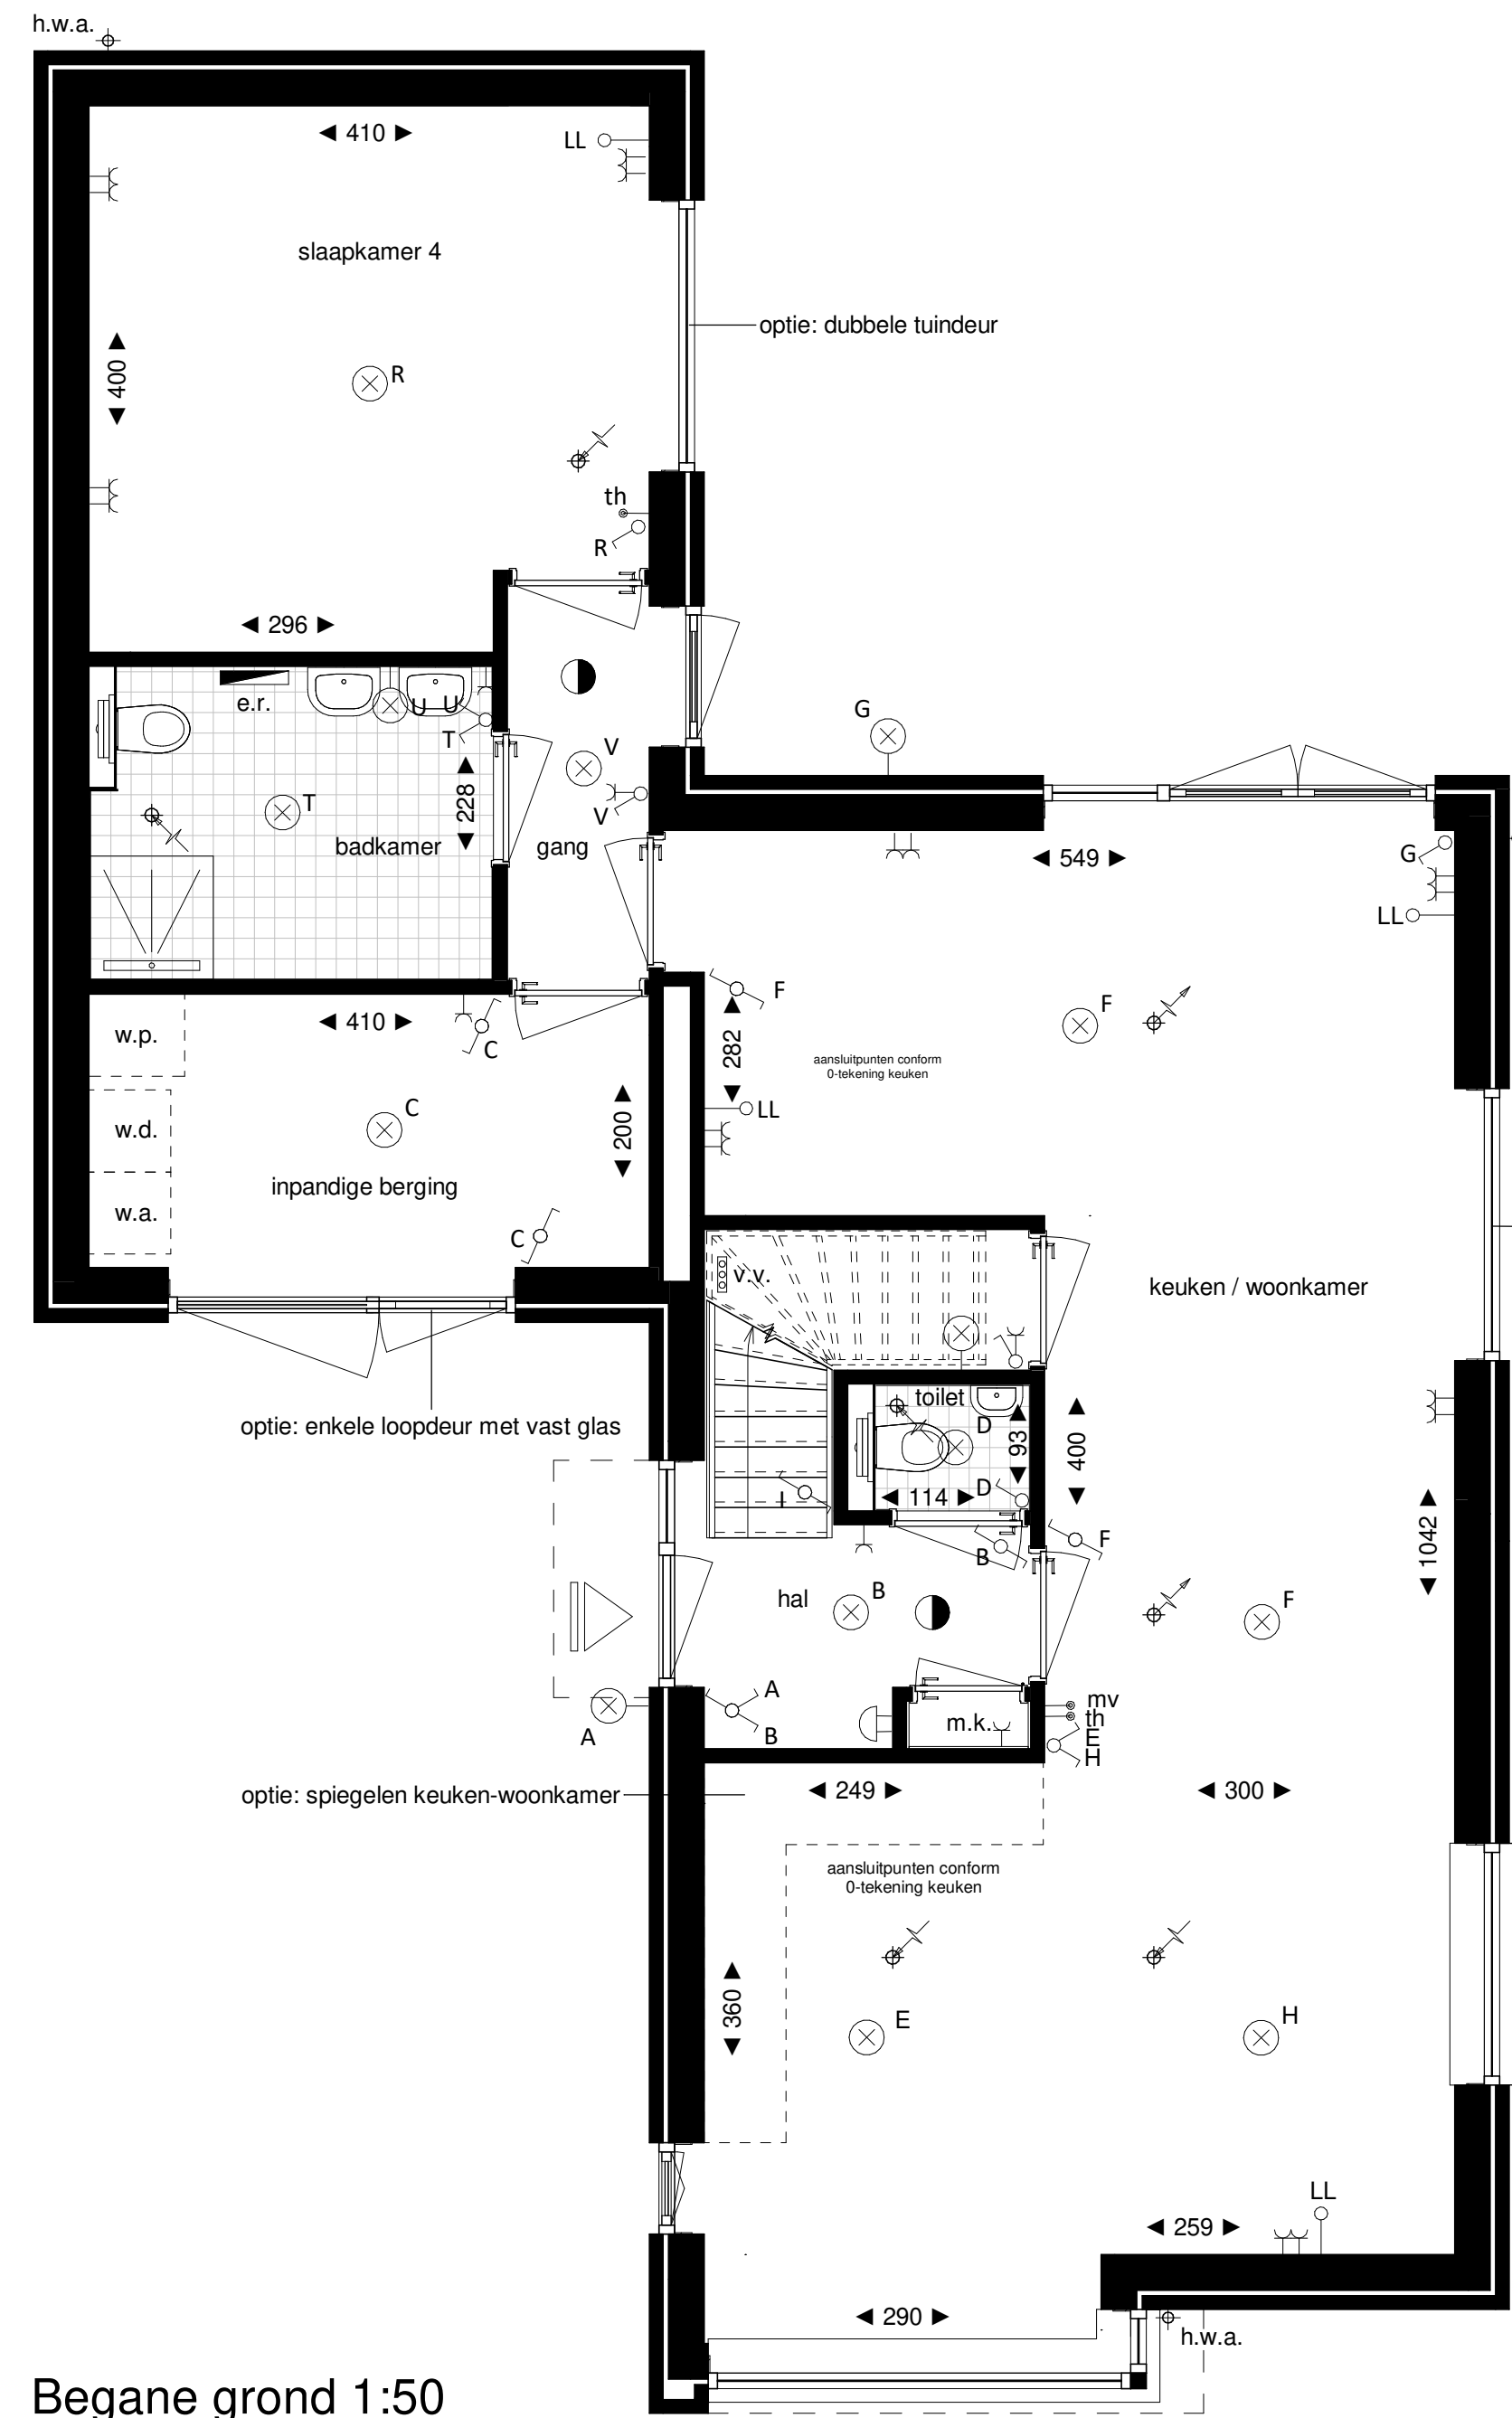 h.w.a.
◄ 410 ►
LL
slaapkamer 4
optie: dubbele tuindeur
◄ 400 ►
R
th
R
◄ 296 ►
e.r.
U
U
T
G
V
◄ 228 ►
T
V
badkamer
gang
◄ 549 ►
G
LL
F
◄ 410 ►
w.p.
C
◄ 282 ►
F
aansluitpunten conform
0-tekening keuken
C
LL
w.d.
◄ 200 ►
inpandige berging
w.a.
C
v.v.
keuken / woonkamer
optie: enkele loopdeur met vast glas
toilet
D
◄ 93 ►
◄ 400 ►
I
◄ 114 ►
D
◄ 1042 ►
B
F
hal
B
F
A
A
B
m.k.
mv
th
E
H
optie: spiegelen keuken-woonkamer
◄ 249 ►
◄ 300 ►
aansluitpunten conform
0-tekening keuken
◄ 360 ►
E
H
LL
◄ 259 ►
◄ 290 ►
h.w.a.
Begane grond 1:50